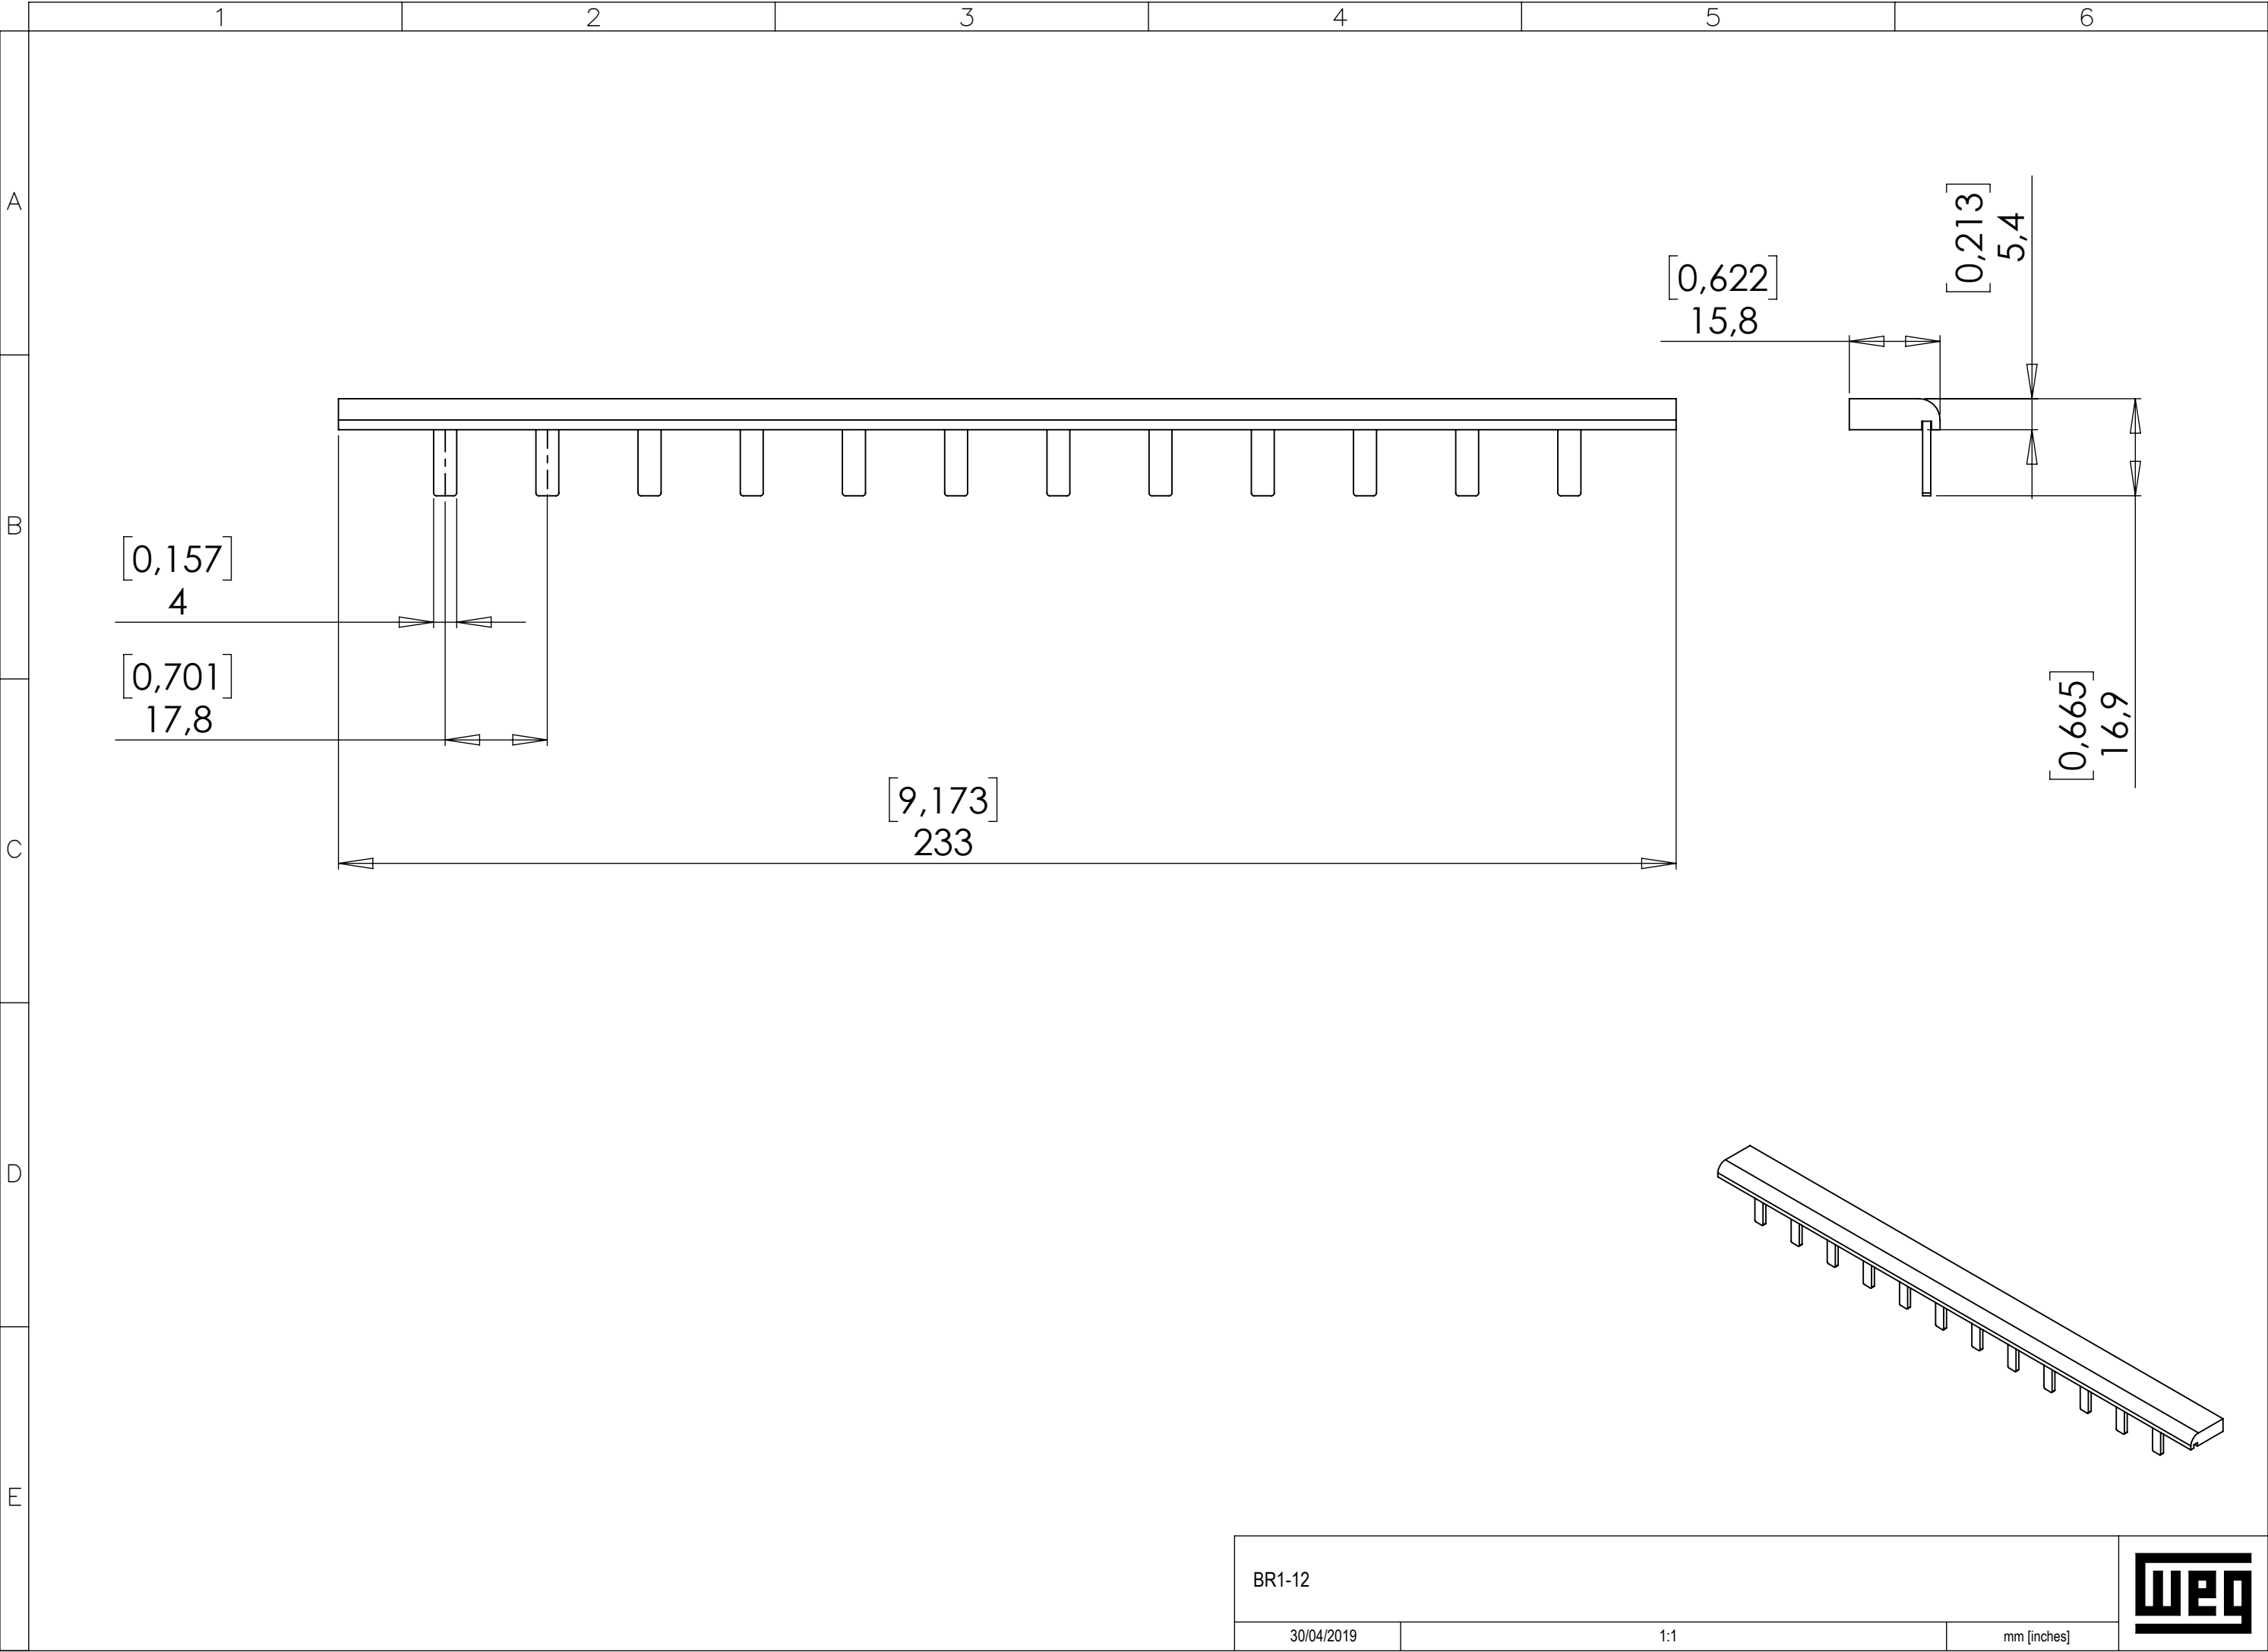 1 2 3 4 5 6
A
B
C
D
E
[0,213]
5,4
[0,622]
15,8
[0,157]
4
[0,701]
17,8
[0,665]
16,9
[9,173]
233
BR1-12
30/04/2019 1:1 mm [inches]
weg